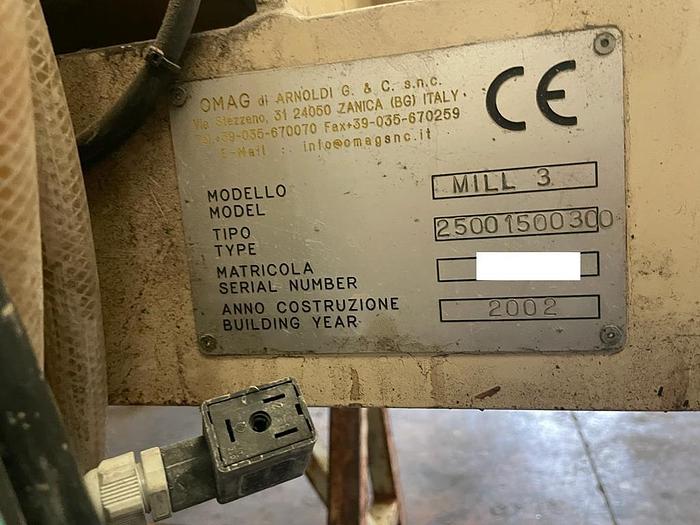 OMAG di ARNOLDI G. & C. s.n.c.
Via Stezzano, 31 24050 ZANICA (BG) ITALY
Tel.+39-035-670070 Fax+39-035-670259
E-Mail : info@omagsnc.it
CE
MODELLO
MODEL
MILL 3
TIPO
TYPE
25001500300
MATRICOLA
SERIAL NUMBER
ANNO COSTRUZIONE
BUILDING YEAR
2002